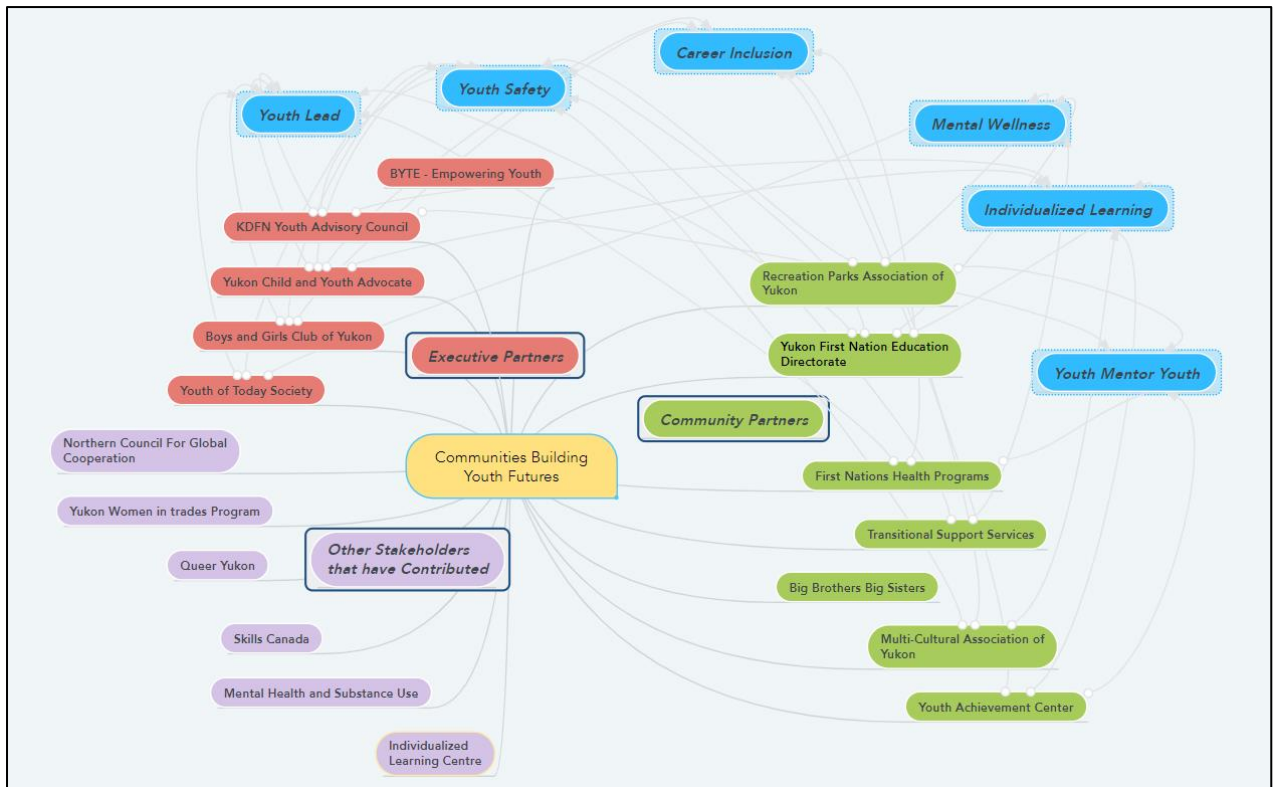 Career Inclusion
Youth Safety
Youth Lead
Mental Wellness
BYTE - Empowering Youth
Individualized Learning
KDFN Youth Advisory Council
Yukon Child and Youth Advocate
Recreation Parks Association of
Yukon
Boys and Girls Club of Yukon
Executive Partners
Yukon First Nation Education
Directorate
Youth Mentor Youth
Youth of Today Society
Community Partners
Northern Council For Global
Cooperation
Communities Building
Youth Futures
First Nations Health Programs
Yukon Women in trades Program
Transitional Support Services
Other Stakeholders
that have Contributed
Queer Yukon
Big Brothers Big Sisters
Skills Canada
Multi-Cultural Association of
Yukon
Mental Health and Substance Use
Youth Achievement Center
Individualized
Learning Centre